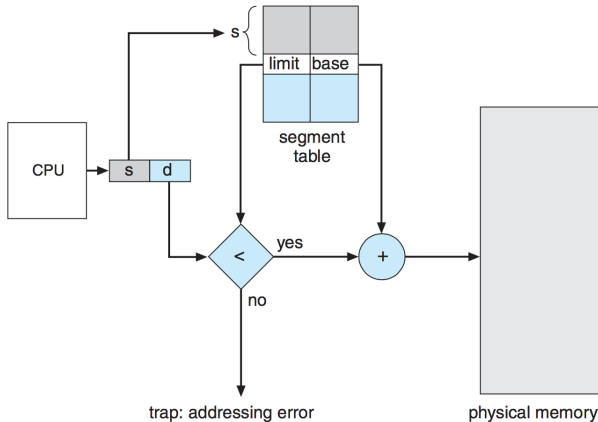 s
limit base
segment
table
CPU
s d
< yes +
no
trap: addressing error
physical memory